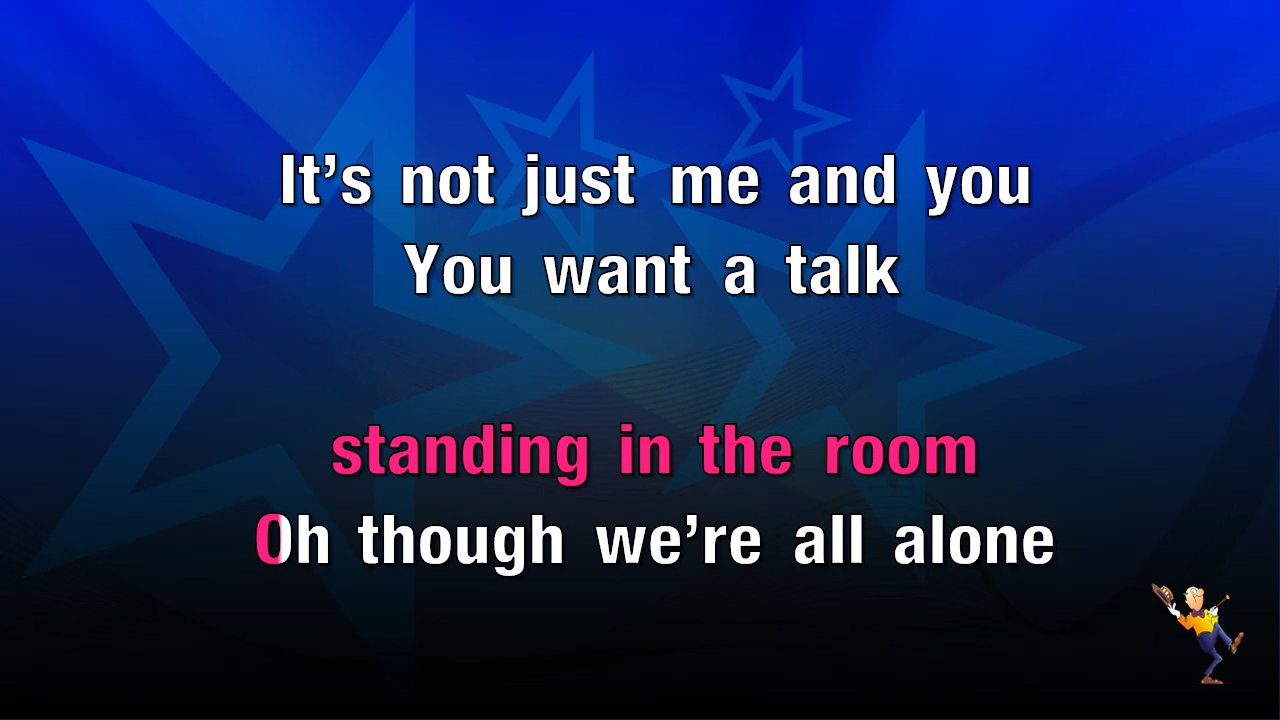 It’s not just me and you
You want a talk
standing in the room
Oh though we’re all alone